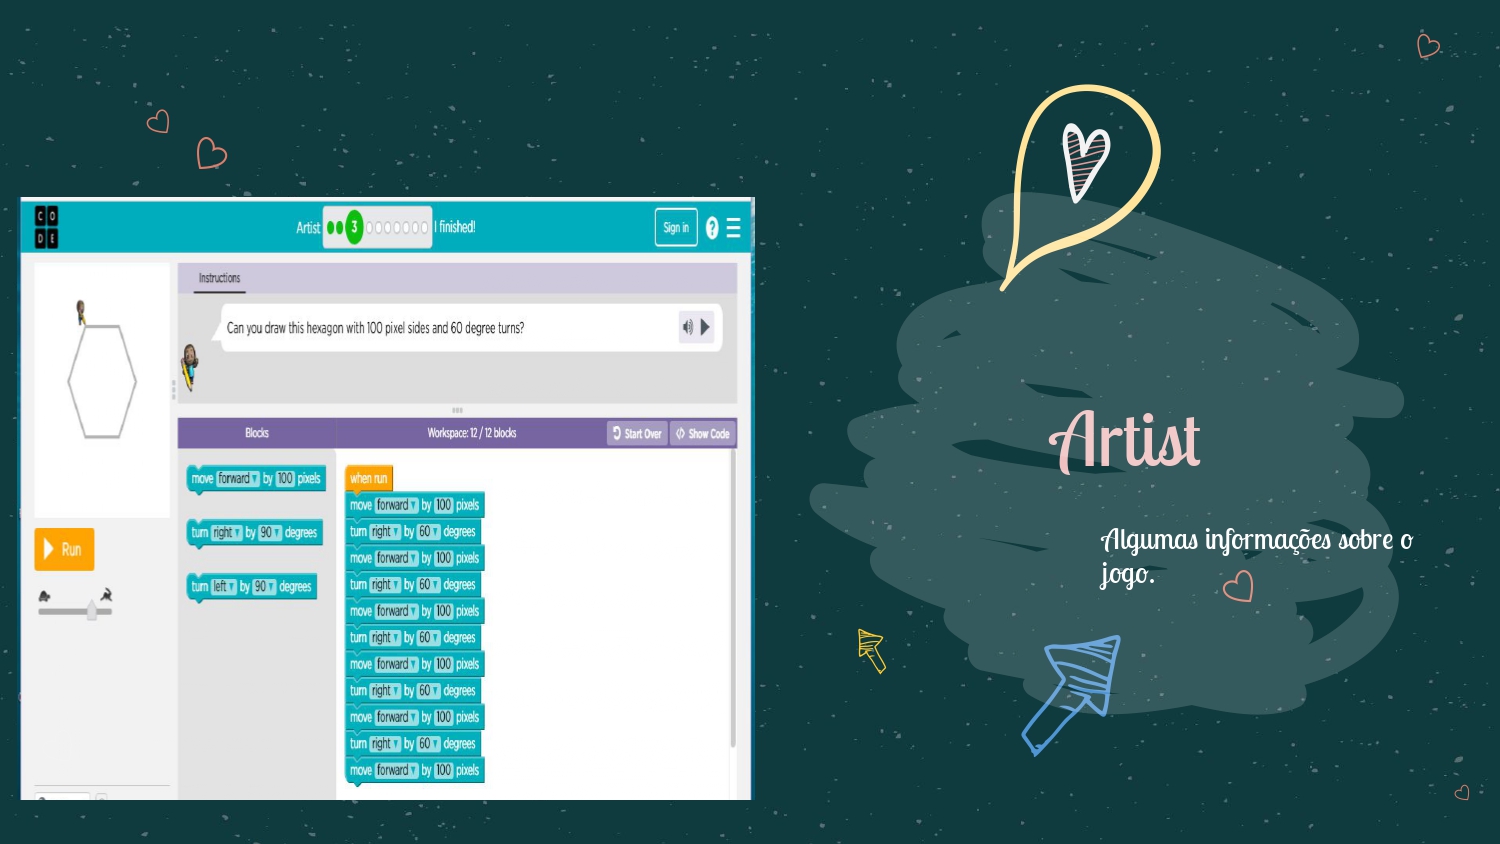 CO
DE
Artist 3 I finished!
Sign in ?
Instructions
Can you draw this hexagon with 100 pixel sides and 60 degree turns?
Blocks
Workspace: 12 / 12 blocks
Start Over
Show Code
move forward by 100 pixels
turn right by 90 degrees
turn left by 90 degrees
when run
move forward by 100 pixels
turn right by 60 degrees
move forward by 100 pixels
turn right by 60 degrees
move forward by 100 pixels
turn right by 60 degrees
move forward by 100 pixels
turn right by 60 degrees
move forward by 100 pixels
turn right by 60 degrees
move forward by 100 pixels
Run
Artist
Algumas informações sobre o
jogo.